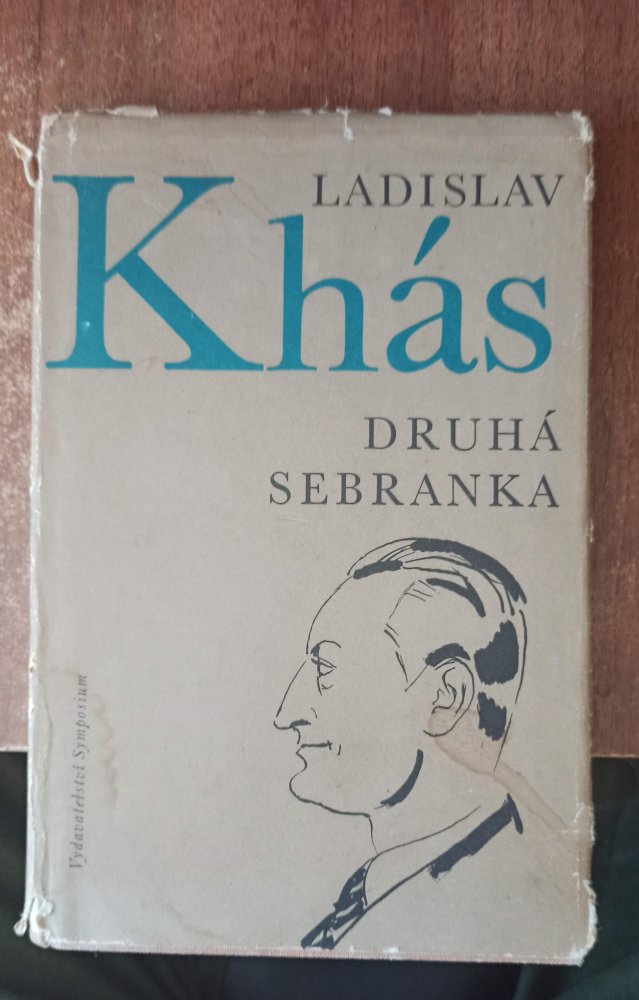 LADISLAV
Khás
DRUHÁ
SEBRANKA
Vydavatelství Symposium